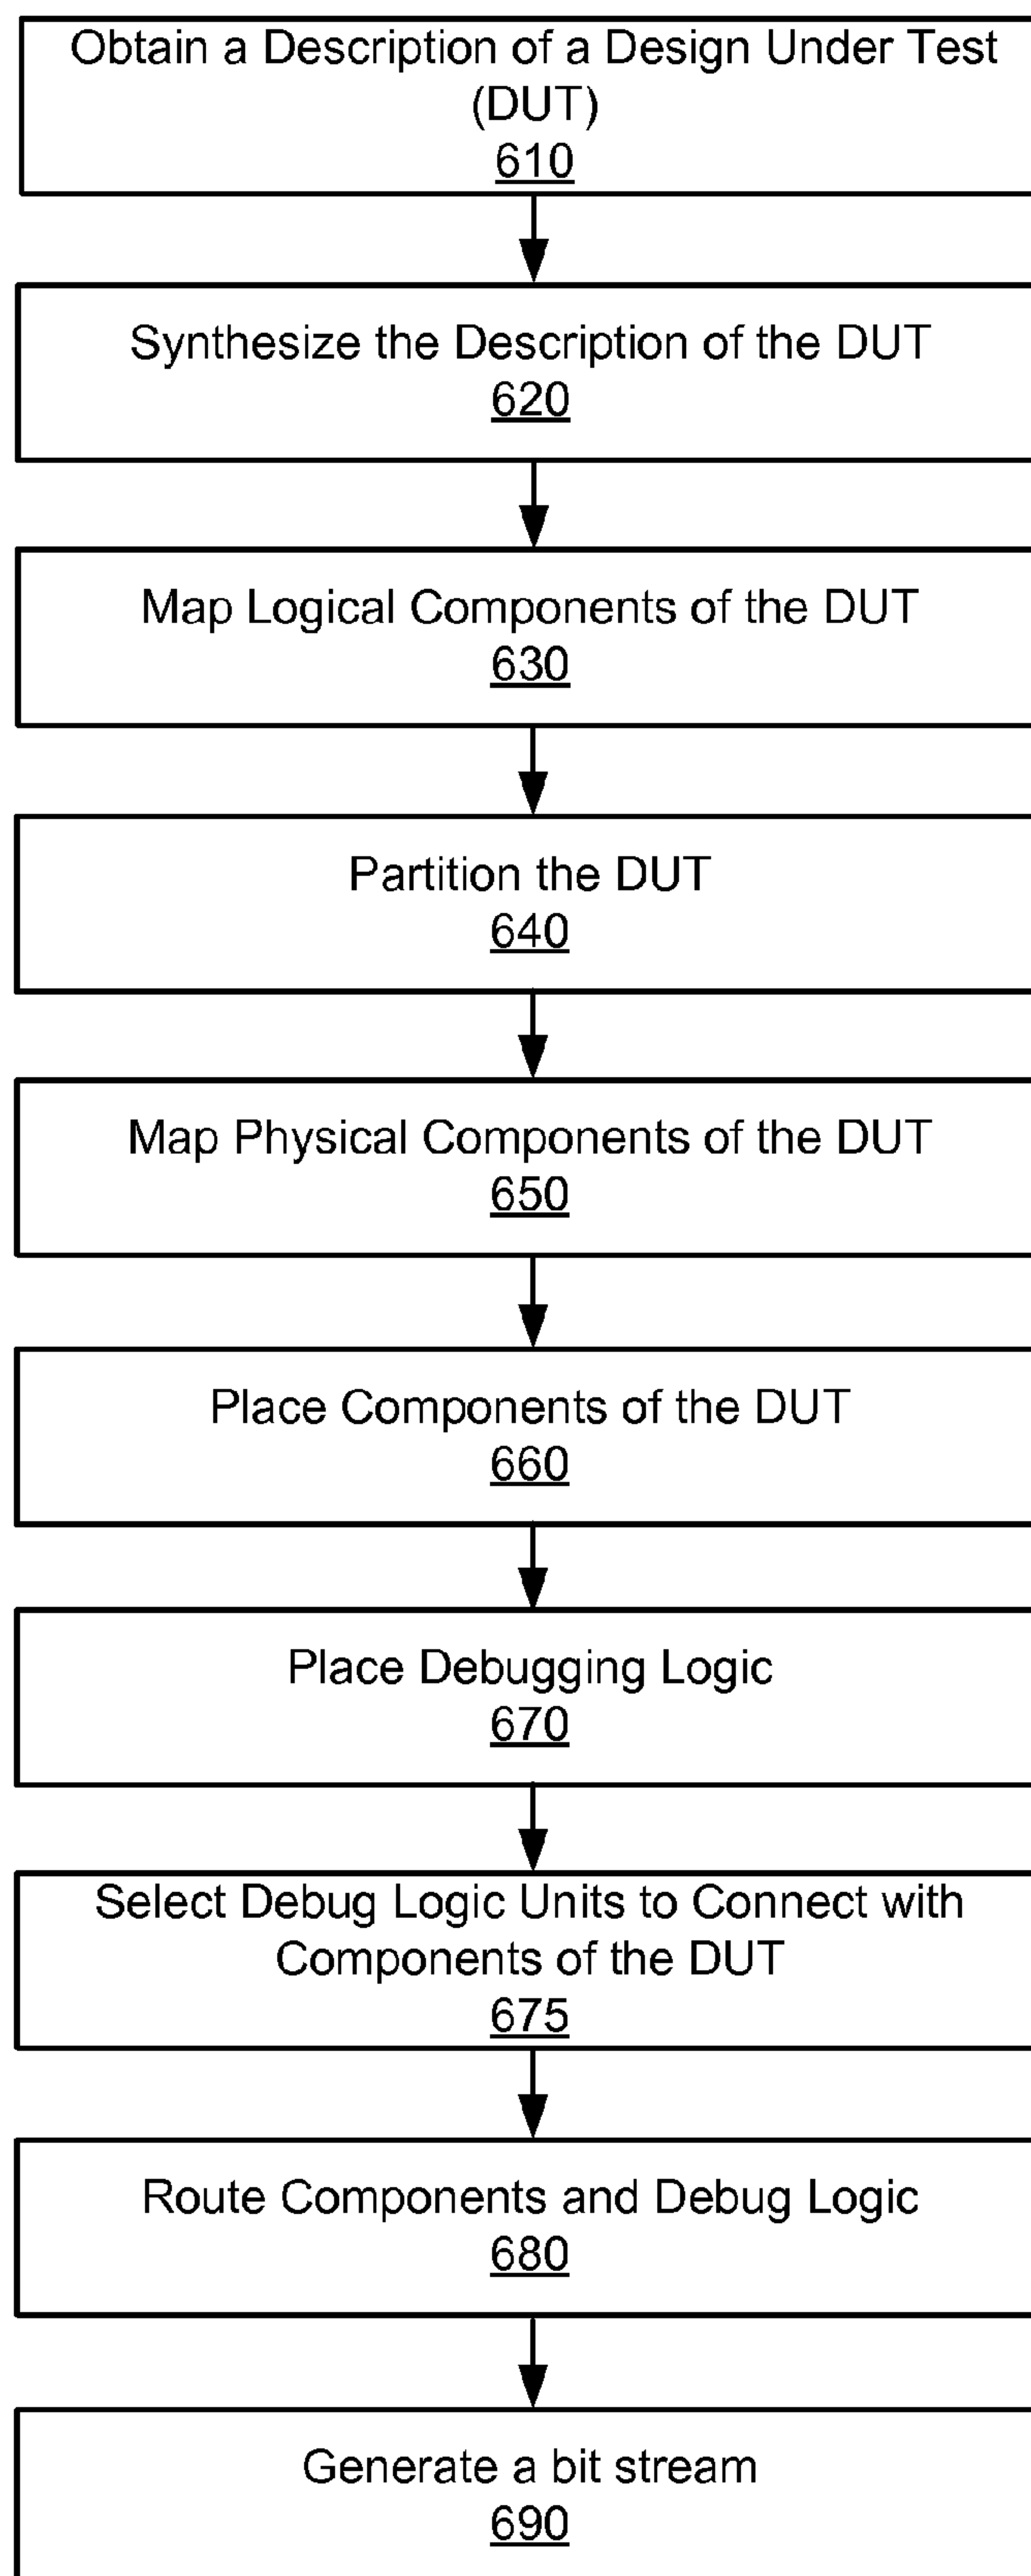 Obtain a Description of a Design Under Test
(DUT)
610
Synthesize the Description of the DUT
620
Map Logical Components of the DUT
630
Partition the DUT
640
Map Physical Components of the DUT
650
Place Components of the DUT
660
Place Debugging Logic
670
Select Debug Logic Units to Connect with
Components of the DUT
675
Route Components and Debug Logic
680
Generate a bit stream
690